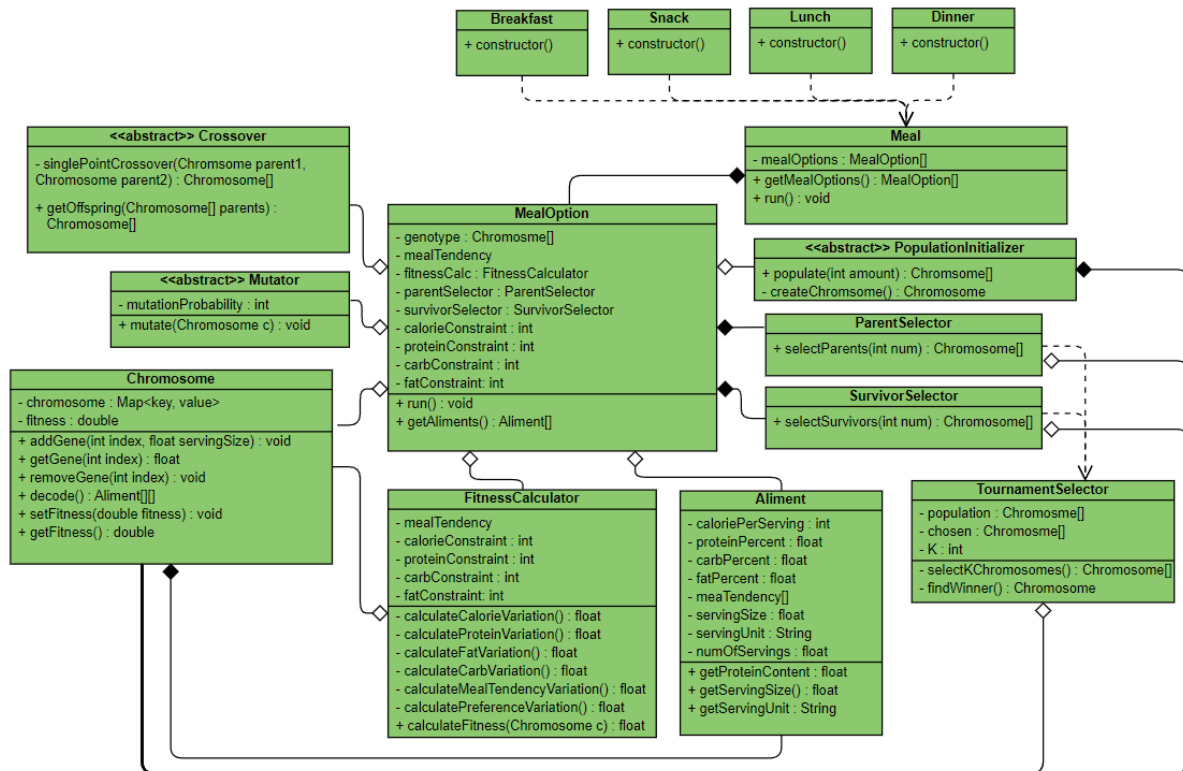 Breakfast
+ constructor()
Snack
+ constructor()
Lunch
+ constructor()
Dinner
+ constructor()
<<abstract>> Crossover
- singlePointCrossover(Chromsome parent1,
Chromosome parent2) : Chromosome[]
+ getOffspring(Chromosome[] parents) :
Chromosome[]
Meal
- mealOptions : MealOption[]
+ getMealOptions() : MealOption[]
+ run() : void
MealOption
- genotype : Chromosme[]
- mealTendency
- fitnessCalc : FitnessCalculator
- parentSelector : ParentSelector
- survivorSelector : SurvivorSelector
- calorieConstraint : int
- proteinConstraint : int
- carbConstraint : int
- fatConstraint: int
+ run() : void
+ getAliments() : Aliment[]
<<abstract>> PopulationInitializer
+ populate(int amount) : Chromsome[]
- createChromsome() : Chromosome
<<abstract>> Mutator
- mutationProbability : int
+ mutate(Chromosome c) : void
ParentSelector
+ selectParents(int num) : Chromosome[]
SurvivorSelector
+ selectSurvivors(int num) : Chromosome[]
Chromosome
- chromosome : Map<key, value>
- fitness : double
+ addGene(int index, float servingSize) : void
+ getGene(int index) : float
+ removeGene(int index) : void
+ decode() : Aliment[][]
+ setFitness(double fitness) : void
+ getFitness() : double
FitnessCalculator
- mealTendency
- calorieConstraint : int
- proteinConstraint : int
- carbConstraint : int
- fatConstraint: int
- calculateCalorieVariation() : float
- calculateProteinVariation() : float
- calculateFatVariation() : float
- calculateCarbVariation() : float
- calculateMealTendencyVariation() : float
- calculatePreferenceVariation() : float
+ calculateFitness(Chromosome c) : float
Aliment
- caloriePerServing : int
- proteinPercent : float
- carbPercent : float
- fatPercent : float
- meaTendency[]
- servingSize : float
- servingUnit : String
- numOfServings : float
+ getProteinContent : float
+ getServingSize() : float
+ getServingUnit : String
TournamentSelector
- population : Chromosme[]
- chosen : Chromsome[]
- K : int
- selectKChromosomes() : Chromosome[]
- findWinner() : Chromosome